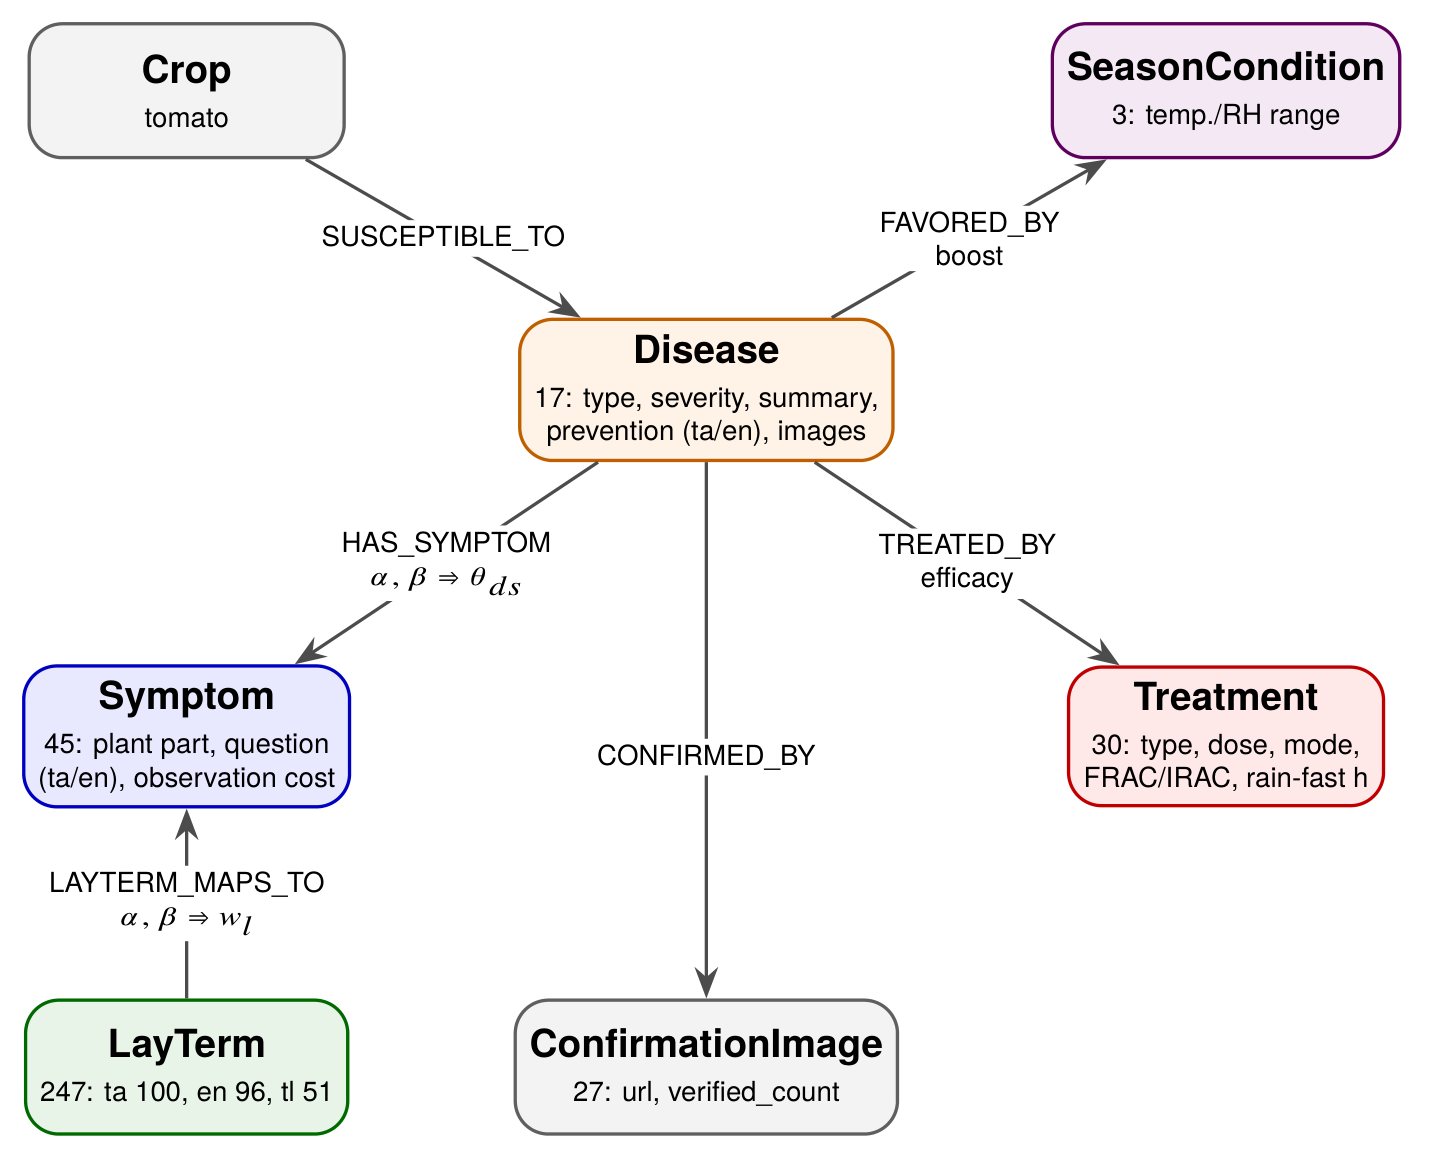 Crop
tomato
SeasonCondition
3: temp./RH range
SUSCEPTIBLE_TO
FAVORED_BY
boost
Disease
17: type, severity, summary,
prevention (ta/en), images
HAS_SYMPTOM
α, β ⇒ θ_ds
TREATED_BY
efficacy
Symptom
45: plant part, question
(ta/en), observation cost
CONFIRMED_BY
Treatment
30: type, dose, mode,
FRAC/IRAC, rain-fast h
LAYTERM_MAPS_TO
α, β ⇒ w_l
LayTerm
247: ta 100, en 96, tl 51
ConfirmationImage
27: url, verified_count